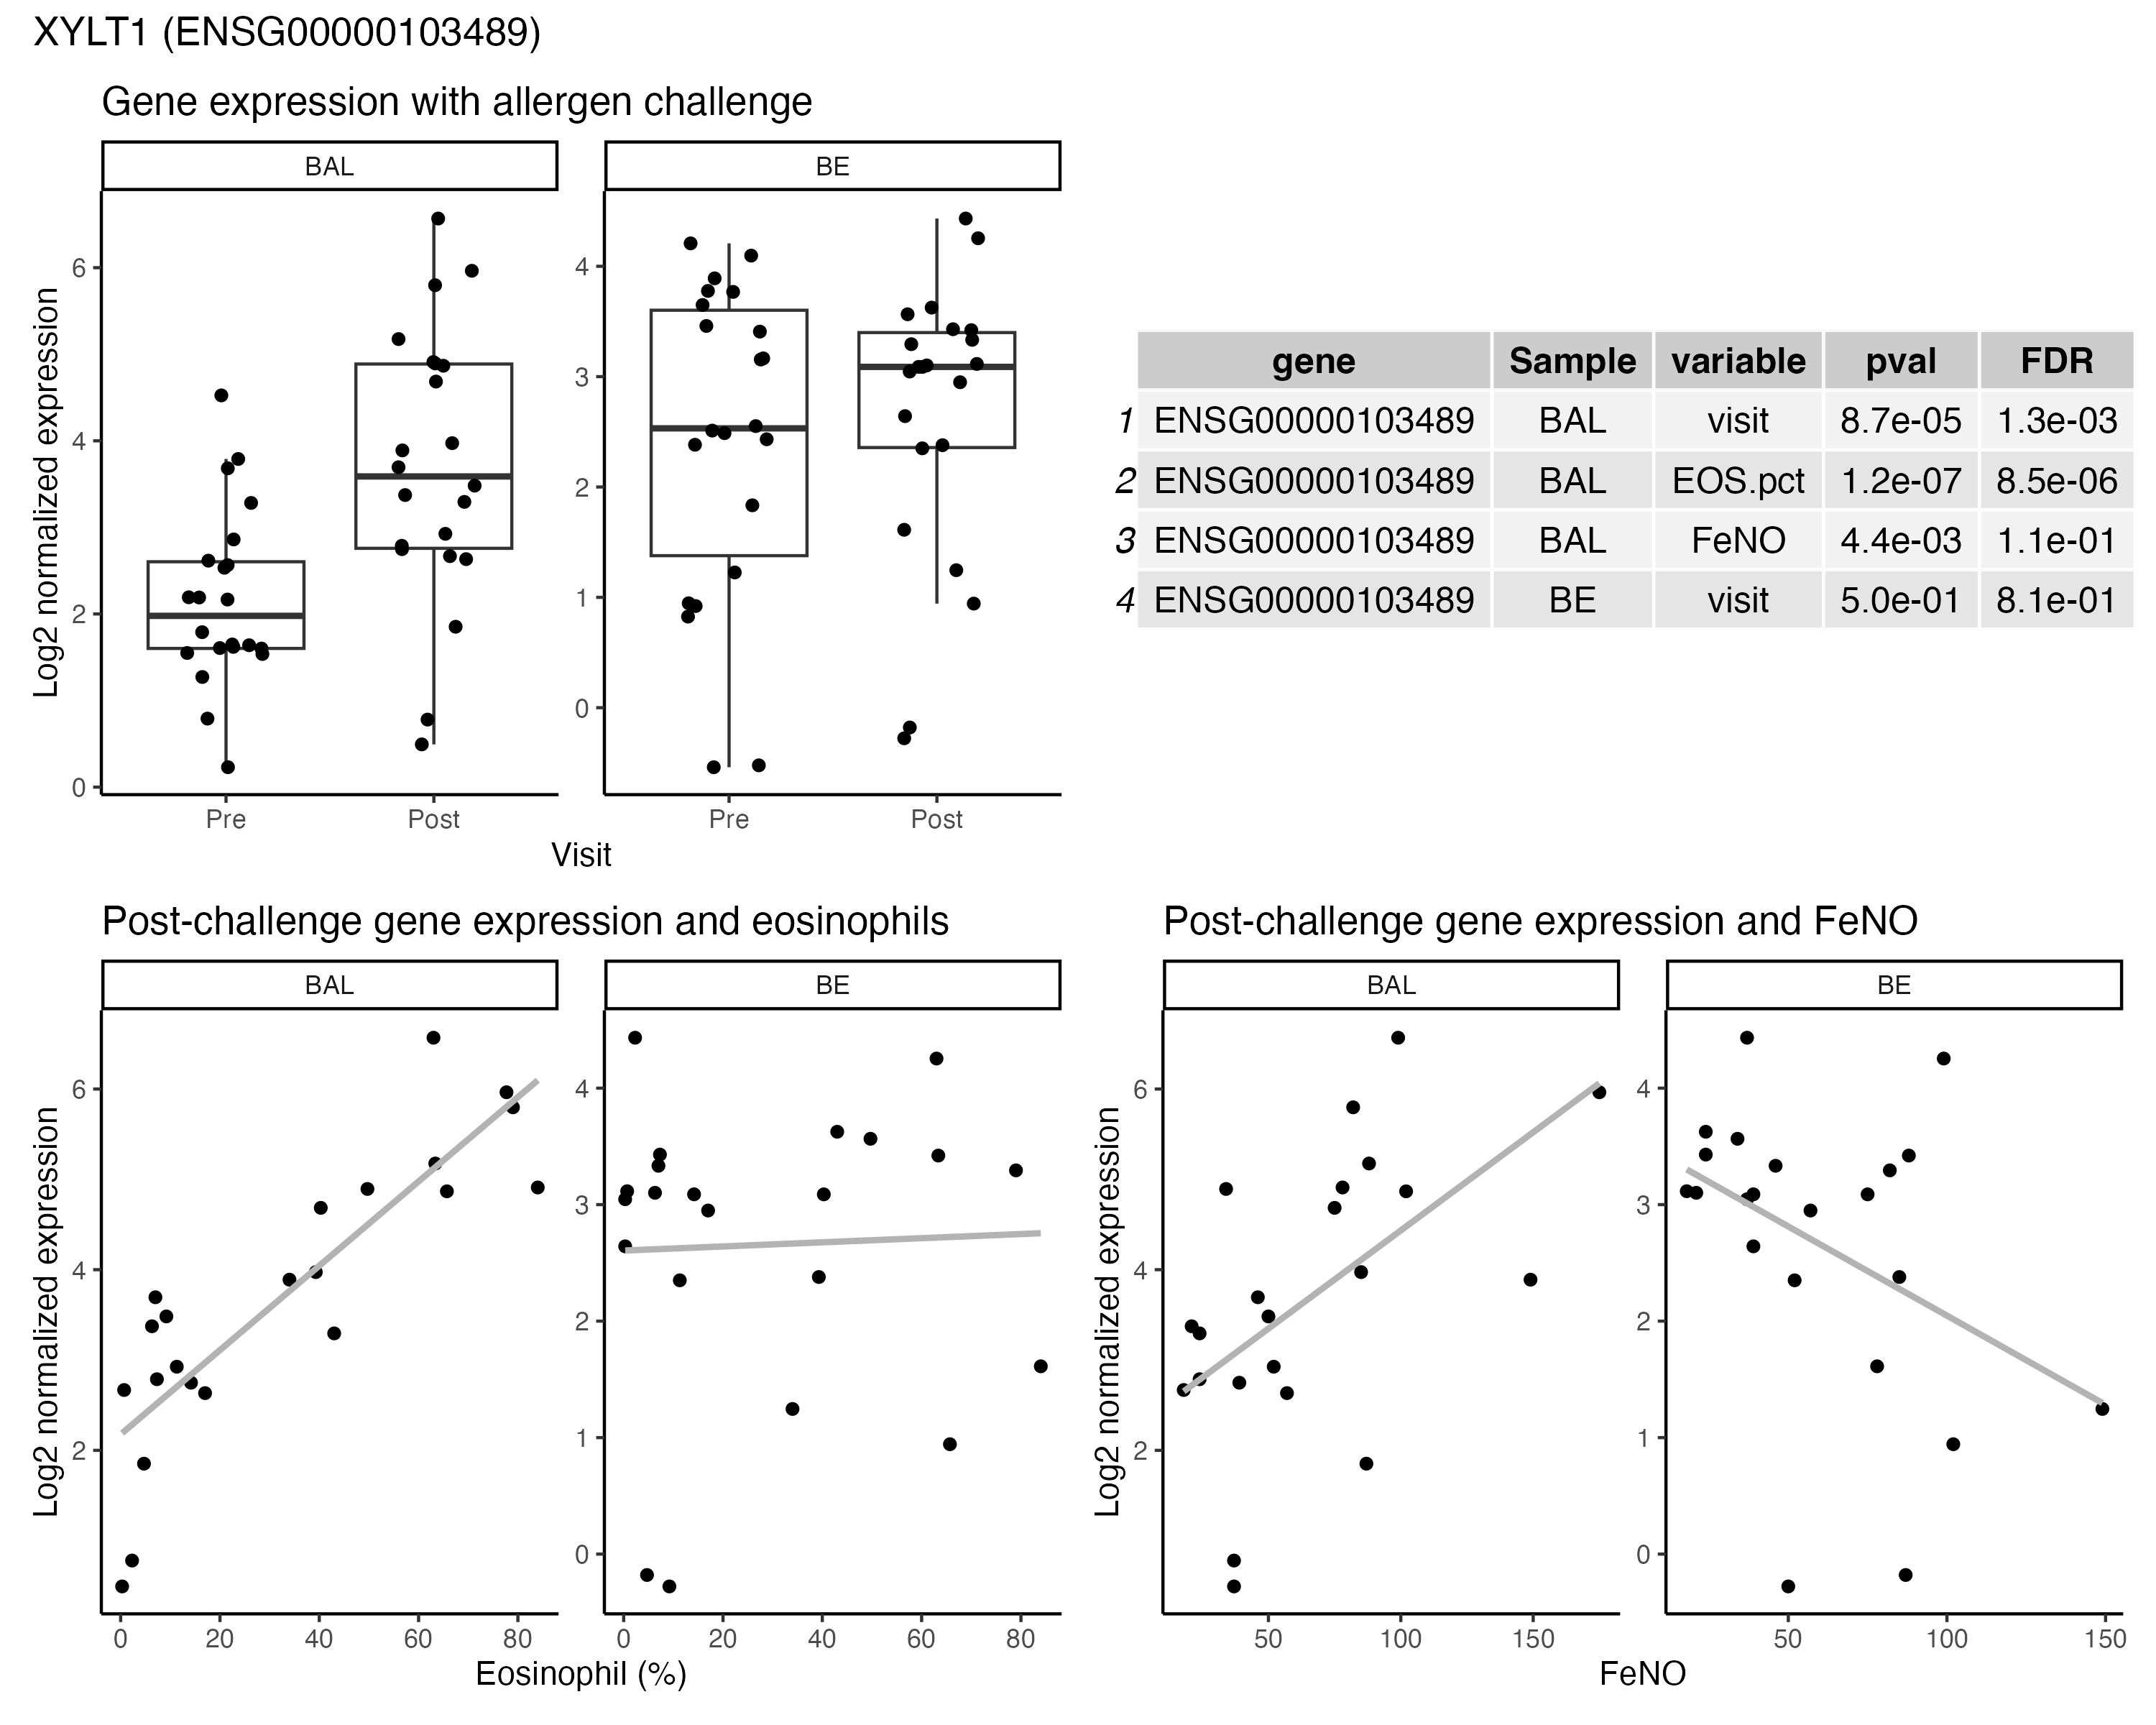 XYLT1 (ENSG00000103489)
Gene expression with allergen challenge
BAL
BE
Log2 normalized expression
6
4
2
0
4
3
2
1
0
Pre
Post
Pre
Post
Visit
gene Sample variable pval FDR
1 ENSG00000103489 BAL visit 8.7e-05 1.3e-03
2 ENSG00000103489 BAL EOS.pct 1.2e-07 8.5e-06
3 ENSG00000103489 BAL FeNO 4.4e-03 1.1e-01
4 ENSG00000103489 BE visit 5.0e-01 8.1e-01
Post-challenge gene expression and eosinophils
BAL
BE
Log2 normalized expression
6
4
2
4
3
2
1
0
0 20 40 60 80
0 20 40 60 80
Eosinophil (%)
Post-challenge gene expression and FeNO
BAL
BE
Log2 normalized expression
6
4
2
4
3
2
1
0
50 100 150
50 100 150
FeNO